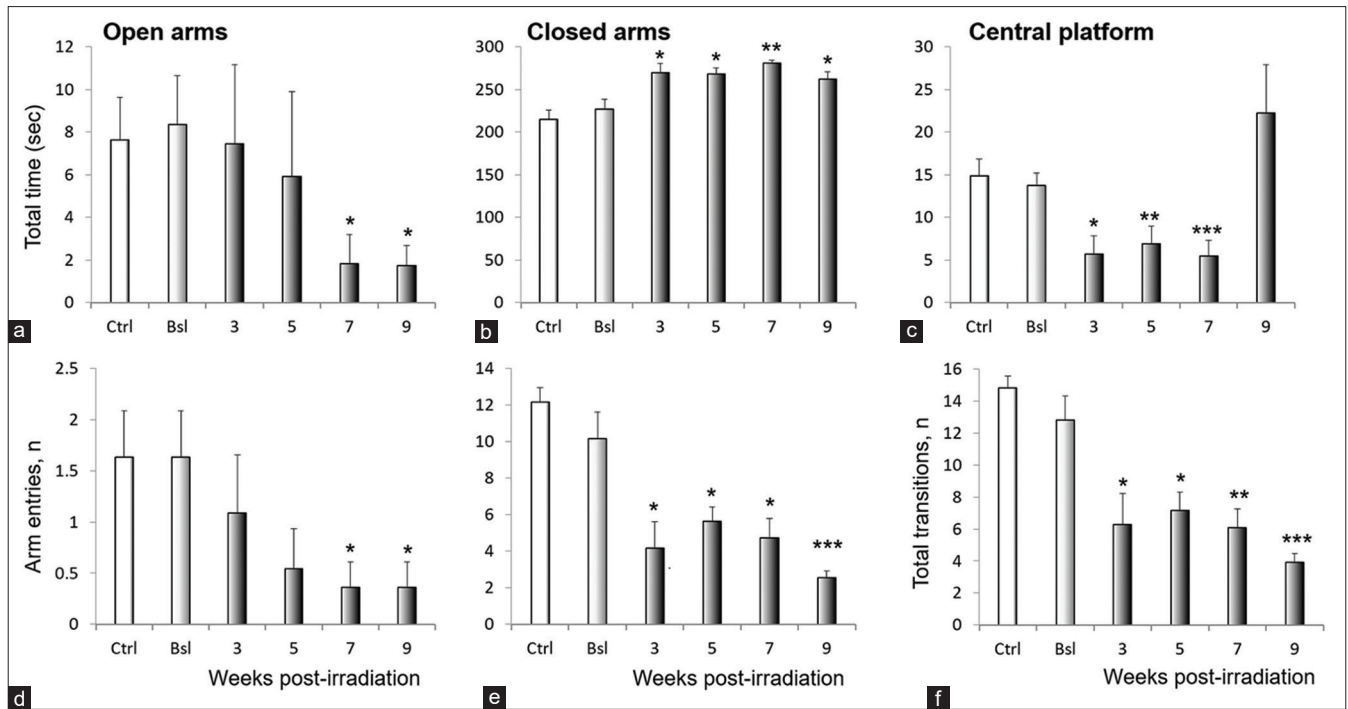 Open arms
Closed arms
Central platform
Total time (sec)
12
10
8
6
4
2
0
* *
Ctrl Bsl 3 5 7 9
a
300
250
200
150
100
50
0
* * ** *
Ctrl Bsl 3 5 7 9
b
30
25
20
15
10
5
0
* ** ***
Ctrl Bsl 3 5 7 9
c
Arm entries, n
2.5
2
1.5
1
0.5
0
* *
Ctrl Bsl 3 5 7 9
Weeks post-irradiation
d
14
12
10
8
6
4
2
0
* * * ***
Ctrl Bsl 3 5 7 9
Weeks post-irradiation
e
Total transitions, n
16
14
12
10
8
6
4
2
0
* * ** ***
Ctrl Bsl 3 5 7 9
f